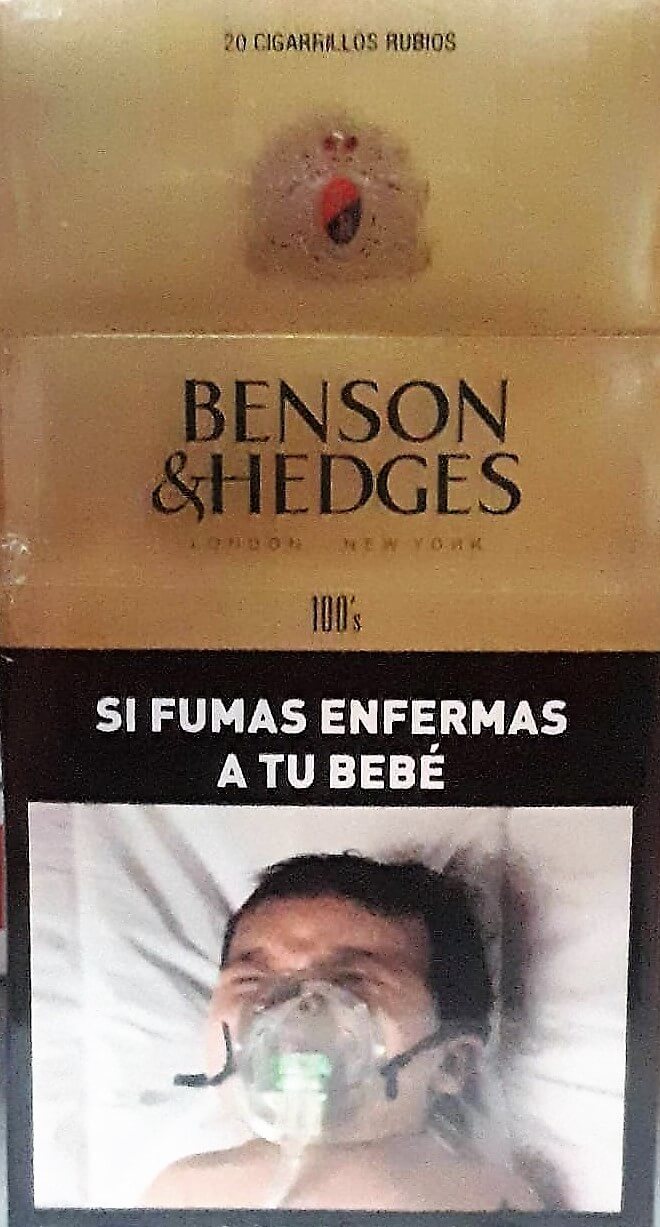 20 CIGARRILLOS RUBIOS
BENSON
&HEDGES
LONDON NEW YORK
100's
SI FUMAS ENFERMAS
A TU BEBÉ